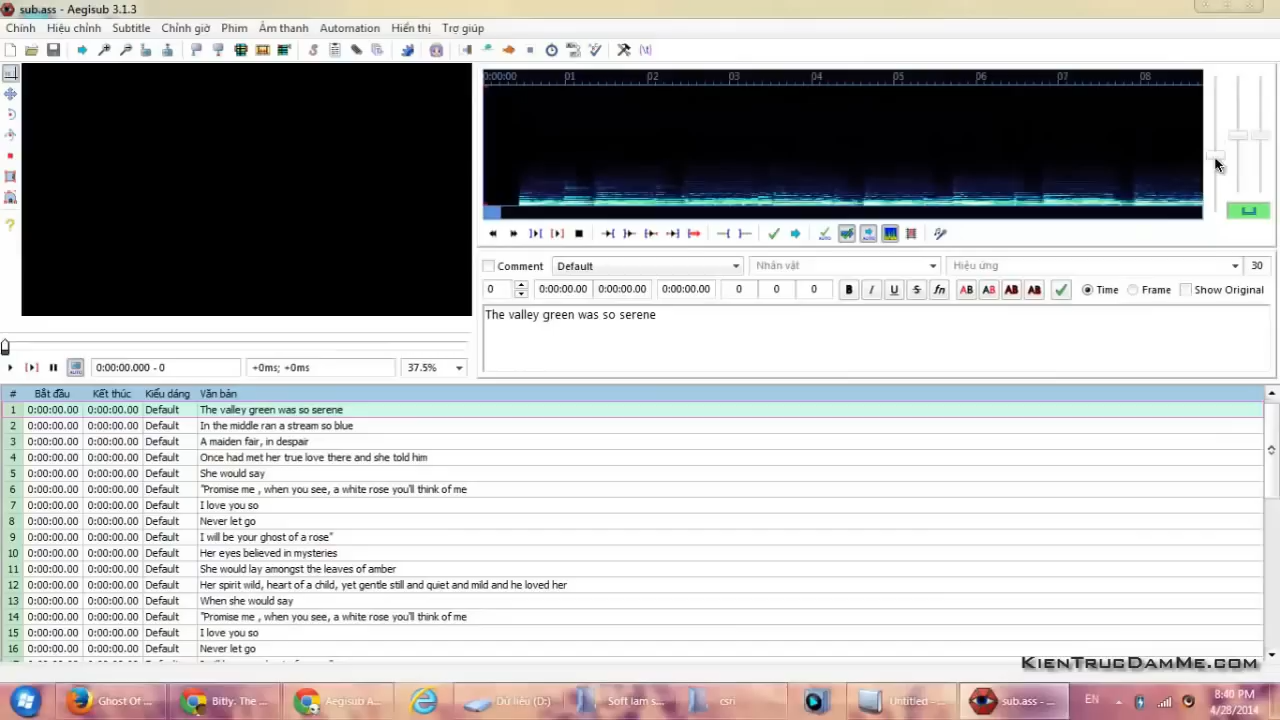 sub.ass - Aegisub 3.1.3
Chính Hiệu chỉnh Subtitle Chỉnh giờ Phim Âm thanh Automation Hiển thị Trợ giúp
0:00:00 01 02 03 04 05 06 07 08
Comment Default Nhân vật Hiệu ứng 30
0 0:00:00.00 0:00:00.00 0:00:00.00 0 0 0 B I U S fn AB AB AB AB Time Frame Show Original
The valley green was so serene
0:00:00.000 - 0 +0ms; +0ms 37.5%
# Bắt đầu Kết thúc Kiểu dáng Văn bản
1 0:00:00.00 0:00:00.00 Default The valley green was so serene
2 0:00:00.00 0:00:00.00 Default In the middle ran a stream so blue
3 0:00:00.00 0:00:00.00 Default A maiden fair, in despair
4 0:00:00.00 0:00:00.00 Default Once had met her true love there and she told him
5 0:00:00.00 0:00:00.00 Default She would say
6 0:00:00.00 0:00:00.00 Default "Promise me , when you see, a white rose you'll think of me
7 0:00:00.00 0:00:00.00 Default I love you so
8 0:00:00.00 0:00:00.00 Default Never let go
9 0:00:00.00 0:00:00.00 Default I will be your ghost of a rose"
10 0:00:00.00 0:00:00.00 Default Her eyes believed in mysteries
11 0:00:00.00 0:00:00.00 Default She would lay amongst the leaves of amber
12 0:00:00.00 0:00:00.00 Default Her spirit wild, heart of a child, yet gentle still and quiet and mild and he loved her
13 0:00:00.00 0:00:00.00 Default When she would say
14 0:00:00.00 0:00:00.00 Default "Promise me , when you see, a white rose you'll think of me
15 0:00:00.00 0:00:00.00 Default I love you so
16 0:00:00.00 0:00:00.00 Default Never let go
KienTrucDamMe.com
Ghost Of ... Bitly: The ... Aegisub A... Dữ liệu (D:) Soft lam s... csn Untitled -... sub.ass - ... EN 8:40 PM
4/28/2014